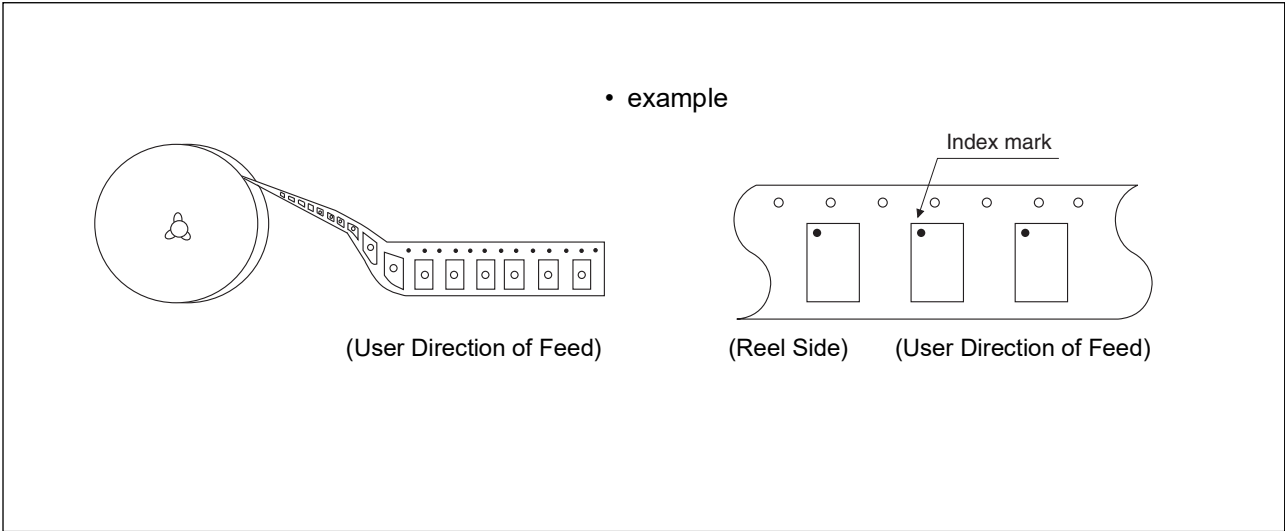 • example
Index mark
(User Direction of Feed)
(Reel Side)
(User Direction of Feed)